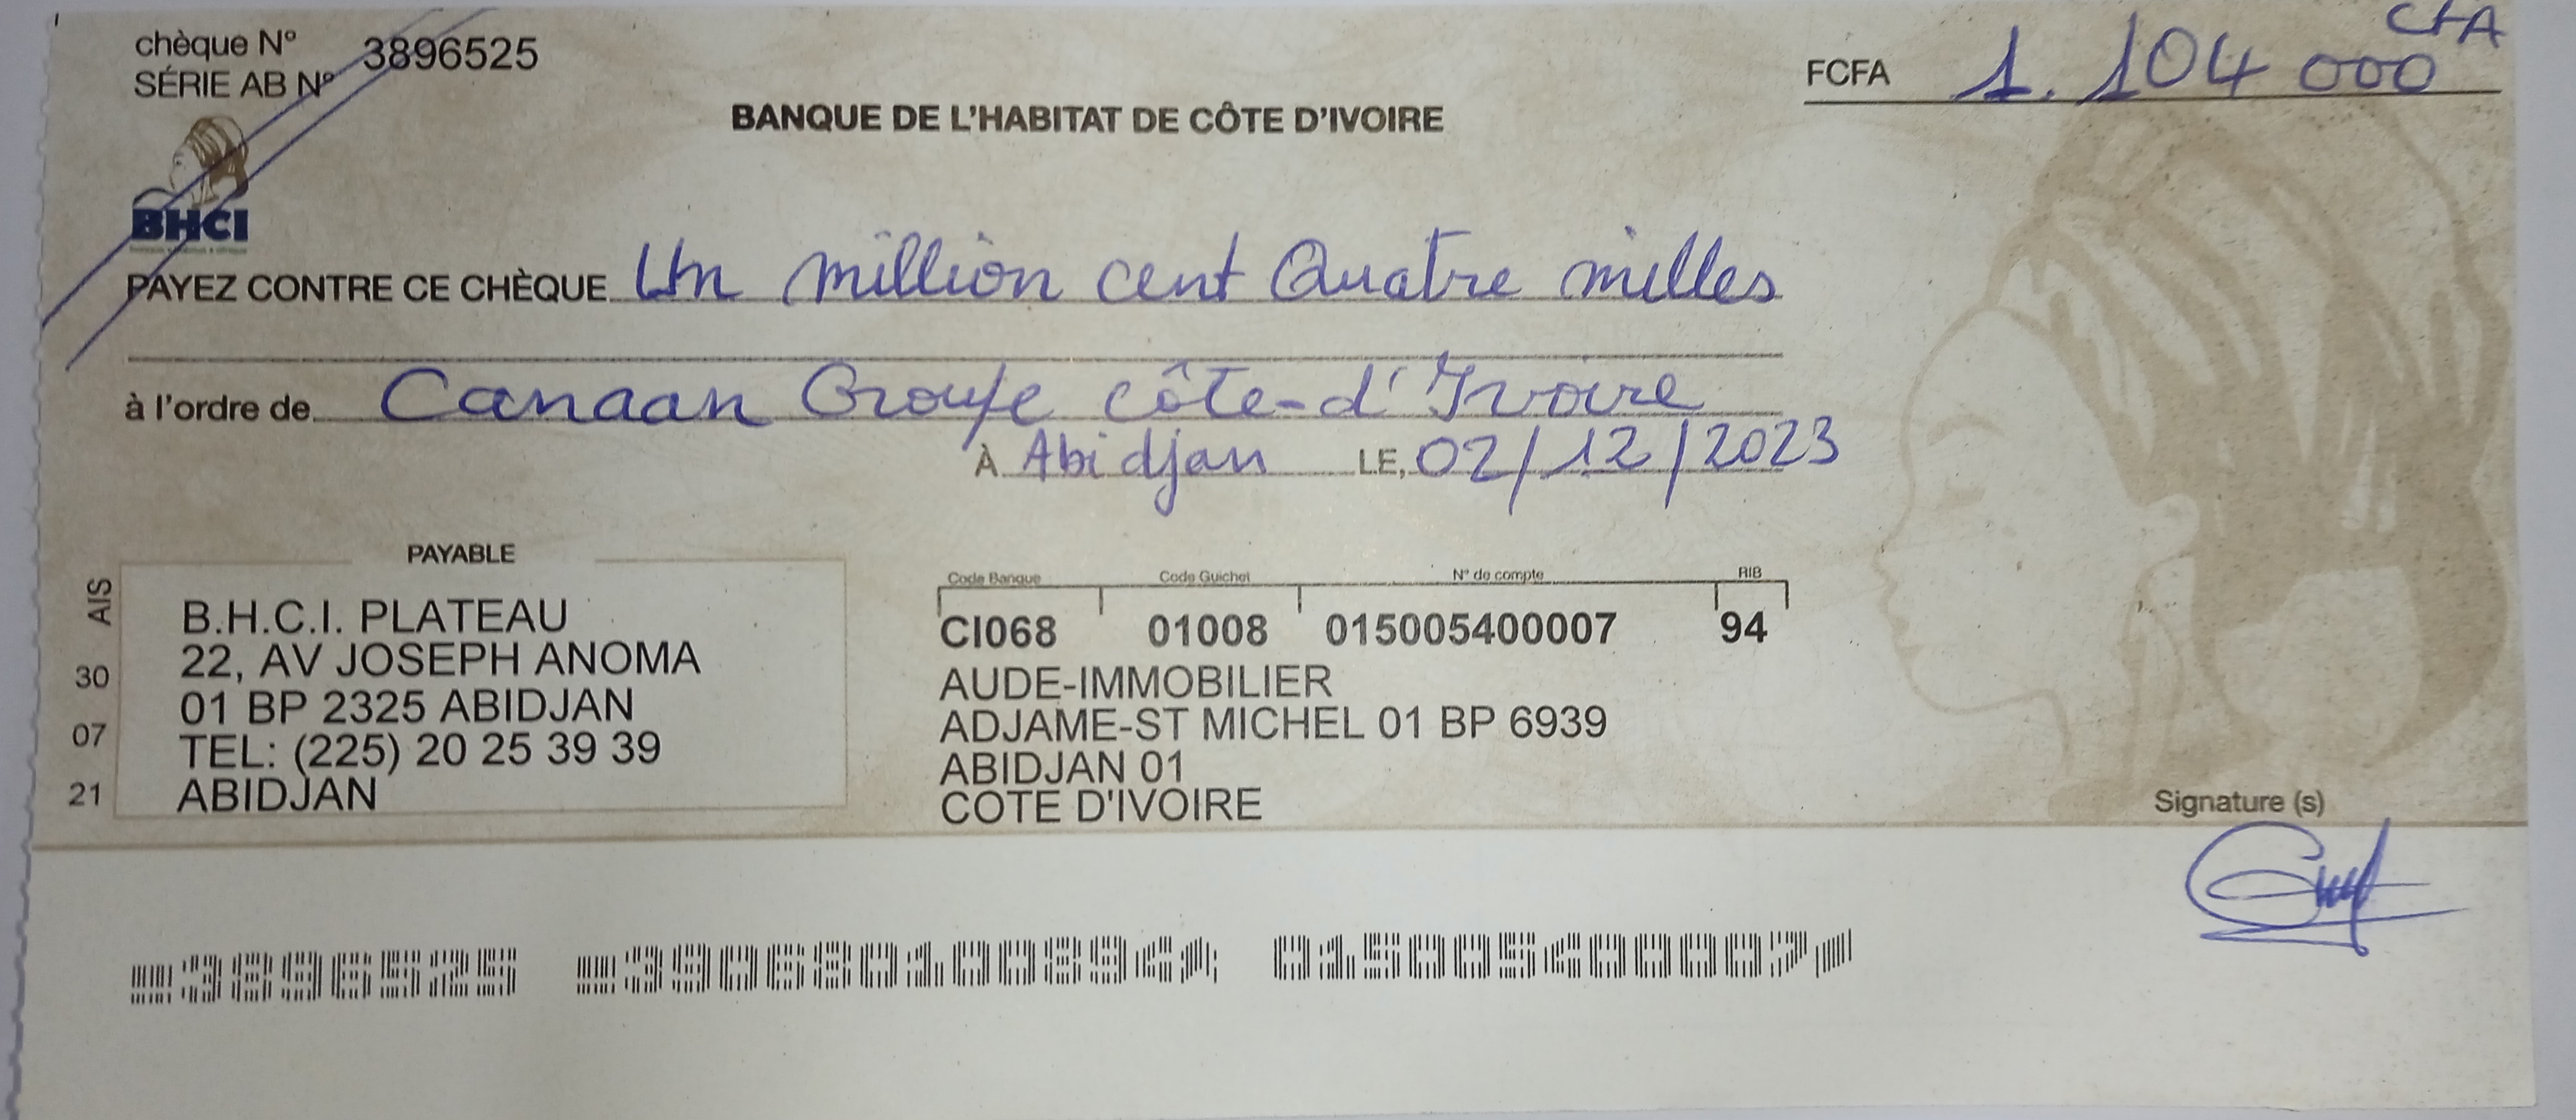 chèque N° 3896525
SÉRIE AB N°
FCFA 1. 104 000 CFA
BANQUE DE L'HABITAT DE CÔTE D'IVOIRE
BHCI
PAYEZ CONTRE CE CHÈQUE Un million cent Quatre milles
à l'ordre de Canaan Groupe Côte-d'Ivoire
À Abidjan LE, 02/12/2023
PAYABLE
B.H.C.I. PLATEAU
22, AV JOSEPH ANOMA
01 BP 2325 ABIDJAN
TEL: (225) 20 25 39 39
ABIDJAN
AIS
30
07
21
Code Banque Code Guichet N° de compte RIB
CI068 01008 015005400007 94
AUDE-IMMOBILIER
ADJAME-ST MICHEL 01 BP 6939
ABIDJAN 01
COTE D'IVOIRE
Signature (s)
3896525 390680100894 015005400007